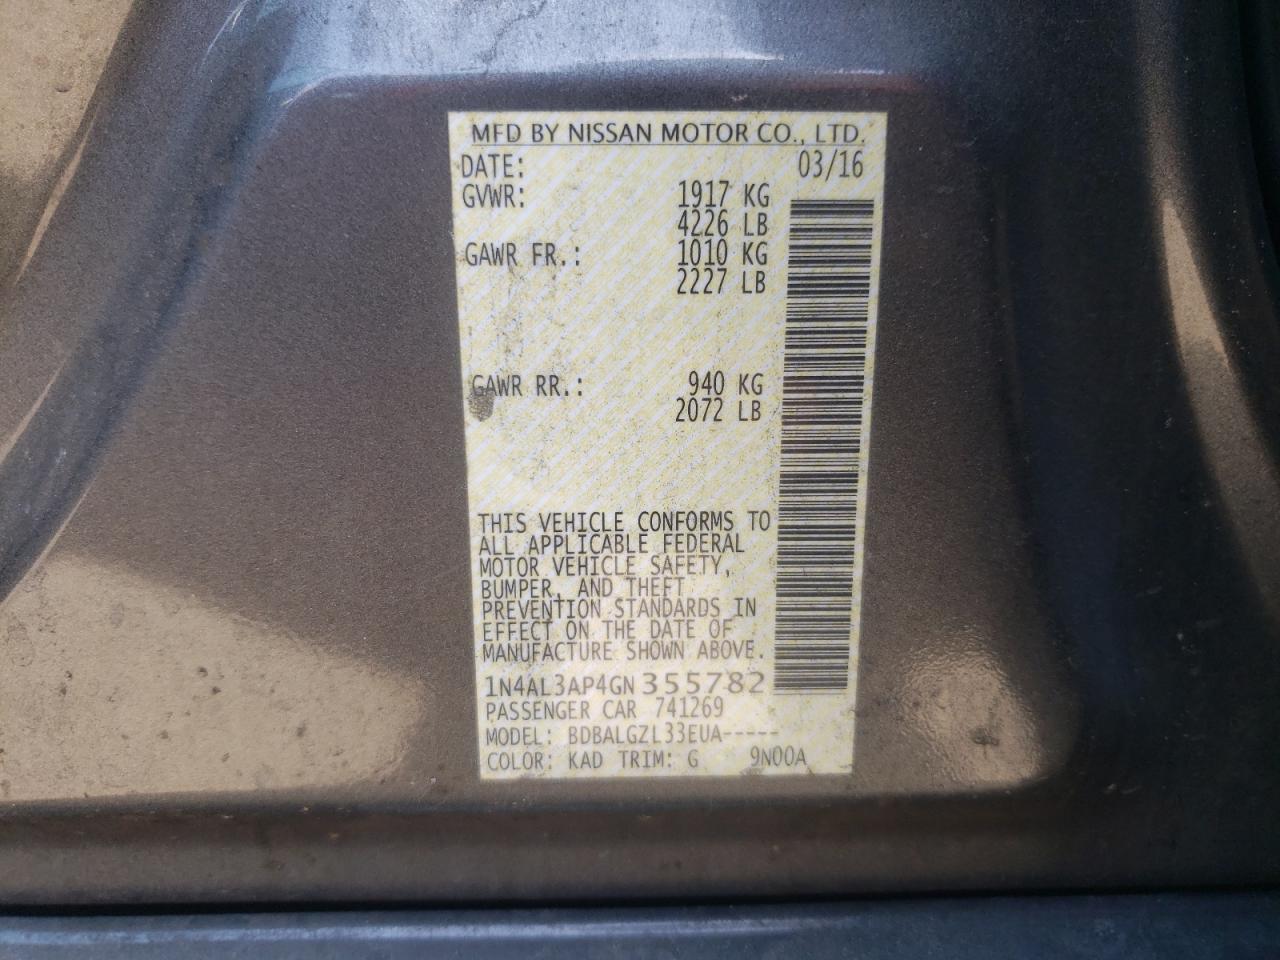 MFD BY NISSAN MOTOR CO., LTD.
DATE: 03/16
GVWR: 1917 KG
4226 LB
GAWR FR.: 1010 KG
2227 LB
GAWR RR.: 940 KG
2072 LB
THIS VEHICLE CONFORMS TO
ALL APPLICABLE FEDERAL
MOTOR VEHICLE SAFETY,
BUMPER, AND THEFT
PREVENTION STANDARDS IN
EFFECT ON THE DATE OF
MANUFACTURE SHOWN ABOVE.
1N4AL3AP4GN355782
PASSENGER CAR 741269
MODEL: BDBALGZL33EUA-----
COLOR: KAD TRIM: G 9N00A